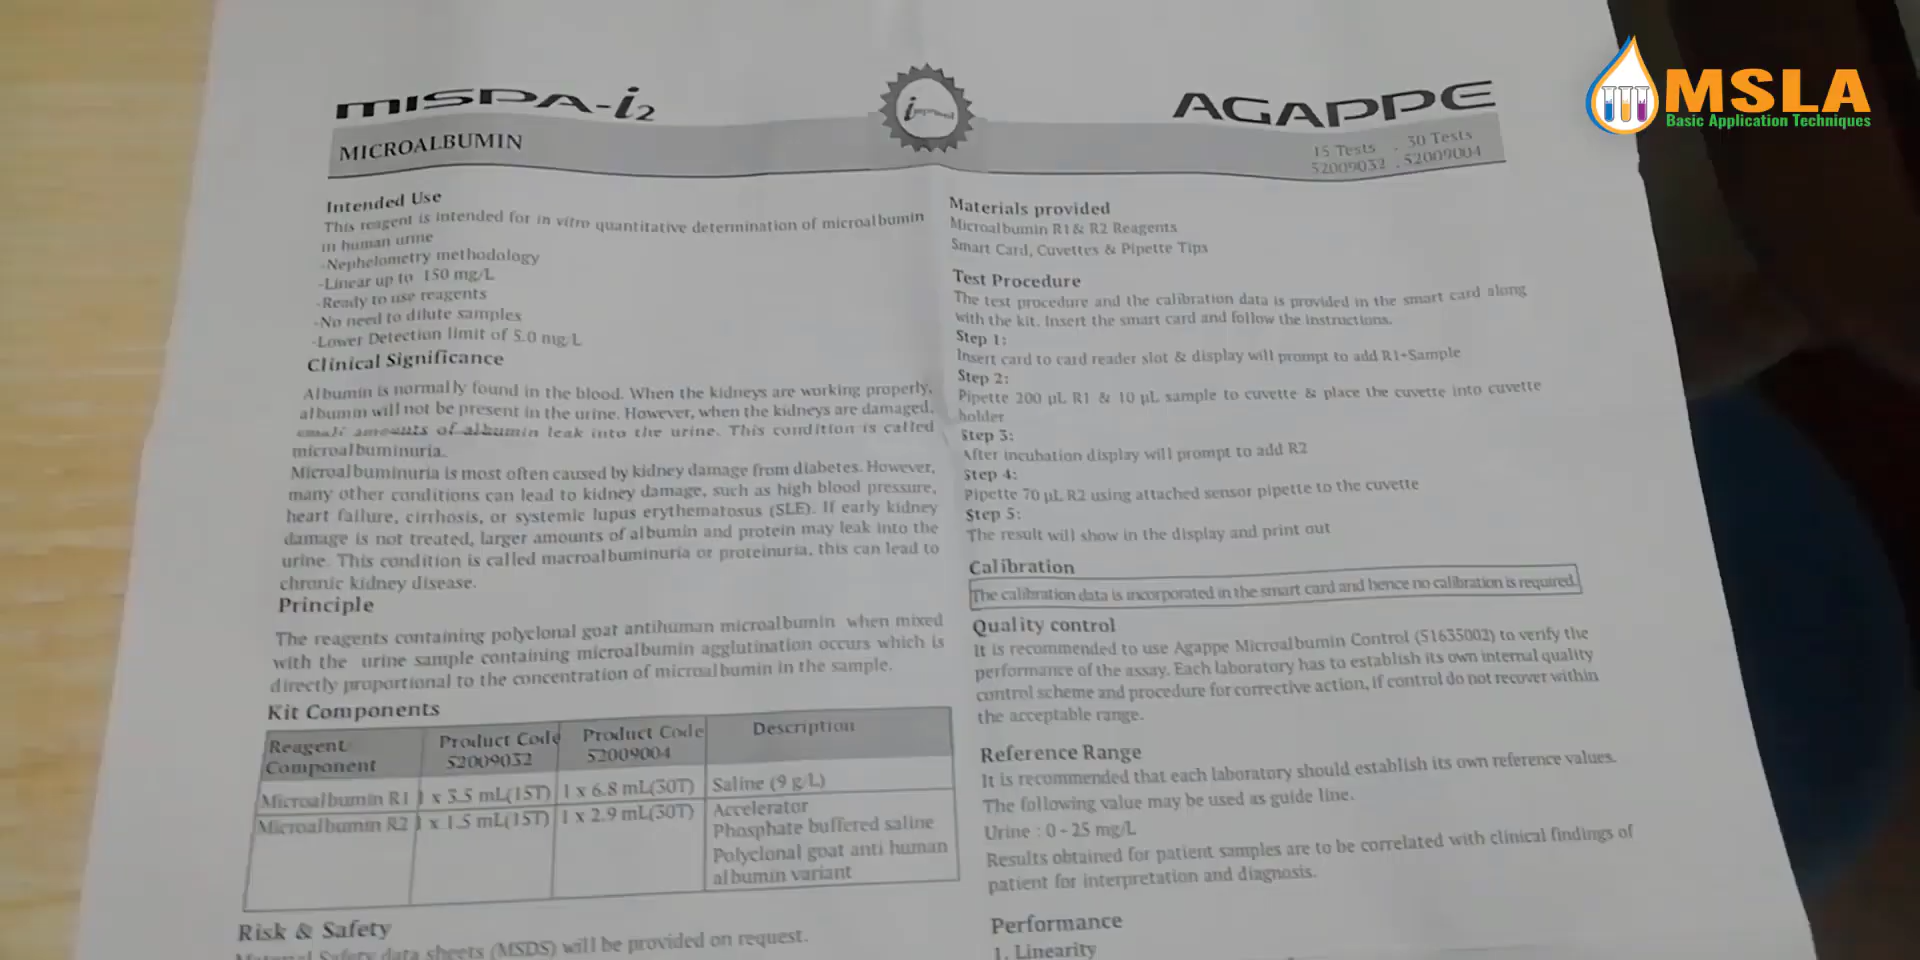 MSLA
Basic Application Techniques
MISPA-i2
improved
AGAPPE
MICROALBUMIN
15 Tests - 30 Tests
52009032 . 52009004
Intended Use
This reagent is intended for in vitro quantitative determination of microalbumin
in human urine
-Nephelometry methodology
-Linear up to 150 mg/L
-Ready to use reagents
-No need to dilute samples
-Lower Detection limit of 5.0 mg/L
Clinical Significance
Albumin is normally found in the blood. When the kidneys are working properly,
albumin will not be present in the urine. However, when the kidneys are damaged,
small amounts of albumin leak into the urine. This condition is called
microalbuminuria.
Microalbuminuria is most often caused by kidney damage from diabetes. However,
many other conditions can lead to kidney damage, such as high blood pressure,
heart failure, cirrhosis, or systemic lupus erythematosus (SLE). If early kidney
damage is not treated, larger amounts of albumin and protein may leak into the
urine. This condition is called macroalbuminuria or proteinuria, this can lead to
chronic kidney disease.
Principle
The reagents containing polyclonal goat antihuman microalbumin when mixed
with the urine sample containing microalbumin agglutination occurs which is
directly proportional to the concentration of microalbumin in the sample.
Kit Components
Reagent Component | Product Code 52009032 | Product Code 52009004 | Description
Microalbumin R1 | 1 x 3.5 mL(15T) | 1 x 6.8 mL(30T) | Saline (9 g/L)
Microalbumin R2 | 1 x 1.5 mL(15T) | 1 x 2.9 mL(30T) | Accelerator
Phosphate buffered saline
Polyclonal goat anti human
albumin variant
Risk & Safety
Material Safety data sheets (MSDS) will be provided on request.
Materials provided
Microalbumin R1& R2 Reagents
Smart Card, Cuvettes & Pipette Tips
Test Procedure
The test procedure and the calibration data is provided in the smart card along
with the kit. Insert the smart card and follow the instructions.
Step 1:
Insert card to card reader slot & display will prompt to add R1+Sample
Step 2:
Pipette 200 µL R1 & 10 µL sample to cuvette & place the cuvette into cuvette
holder
Step 3:
After incubation display will prompt to add R2
Step 4:
Pipette 70 µL R2 using attached sensor pipette to the cuvette
Step 5:
The result will show in the display and print out
Calibration
The calibration data is incorporated in the smart card and hence no calibration is required.
Quality control
It is recommended to use Agappe Microalbumin Control (51635002) to verify the
performance of the assay. Each laboratory has to establish its own internal quality
control scheme and procedure for corrective action, if control do not recover within
the acceptable range.
Reference Range
It is recommended that each laboratory should establish its own reference values.
The following value may be used as guide line.
Urine : 0 - 25 mg/L
Results obtained for patient samples are to be correlated with clinical findings of
patient for interpretation and diagnosis.
Performance
1. Linearity